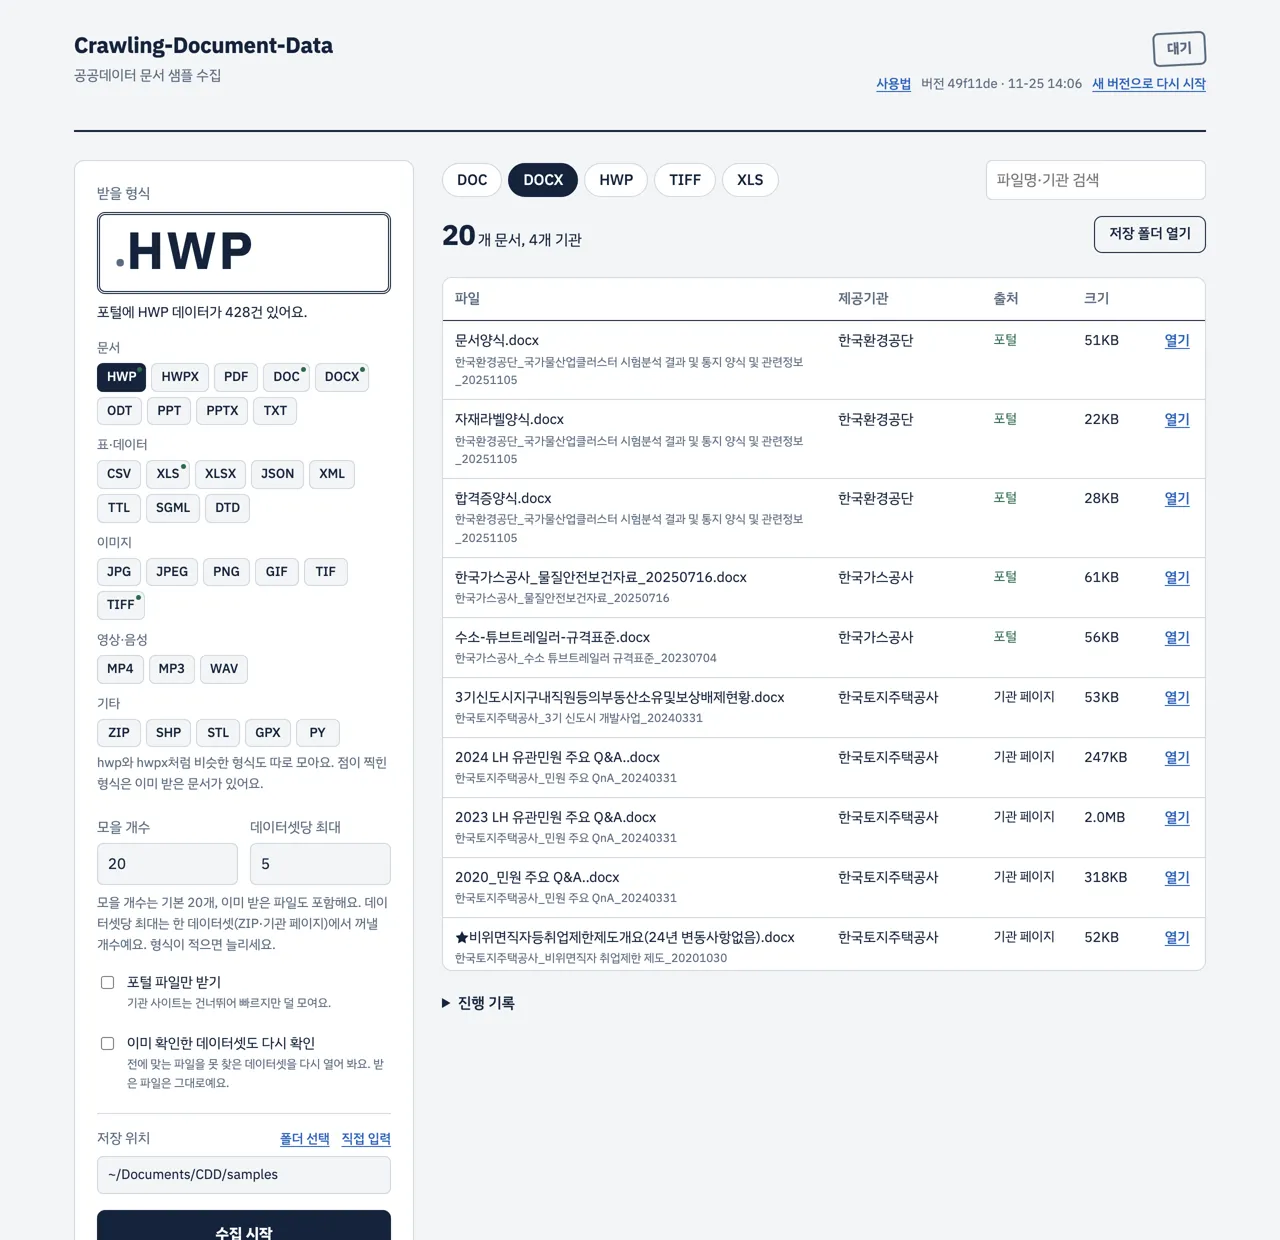 Crawling-Document-Data
공공데이터 문서 샘플 수집
대기
사용법 버전 49f11de · 11-25 14:06 새 버전으로 다시 시작
받을 형식
.HWP
포털에 HWP 데이터가 428건 있어요.
문서
HWP HWPX PDF DOC DOCX
ODT PPT PPTX TXT
표·데이터
CSV XLS XLSX JSON XML
TTL SGML DTD
이미지
JPG JPEG PNG GIF TIF
TIFF
영상·음성
MP4 MP3 WAV
기타
ZIP SHP STL GPX PY
hwp와 hwpx처럼 비슷한 형식도 따로 모아요. 점이 찍힌
형식은 이미 받은 문서가 있어요.
모을 개수 데이터셋당 최대
20 5
모을 개수는 기본 20개, 이미 받은 파일도 포함해요. 데이
터셋당 최대는 한 데이터셋(ZIP·기관 페이지)에서 꺼낼
개수예요. 형식이 적으면 늘리세요.
포털 파일만 받기
기관 사이트는 건너뛰어 빠르지만 덜 모여요.
이미 확인한 데이터셋도 다시 확인
전에 맞는 파일을 못 찾은 데이터셋을 다시 열어 봐요. 받
은 파일은 그대로예요.
저장 위치 폴더 선택 직접 입력
~/Documents/CDD/samples
수집 시작
DOC DOCX HWP TIFF XLS
파일명·기관 검색
20개 문서, 4개 기관
저장 폴더 열기
파일 제공기관 출처 크기
문서양식.docx 한국환경공단 포털 51KB 열기
한국환경공단_국가물산업클러스터 시험분석 결과 및 통지 양식 및 관련정보
_20251105
자재라벨양식.docx 한국환경공단 포털 22KB 열기
한국환경공단_국가물산업클러스터 시험분석 결과 및 통지 양식 및 관련정보
_20251105
합격증양식.docx 한국환경공단 포털 28KB 열기
한국환경공단_국가물산업클러스터 시험분석 결과 및 통지 양식 및 관련정보
_20251105
한국가스공사_물질안전보건자료_20250716.docx 한국가스공사 포털 61KB 열기
한국가스공사_물질안전보건자료_20250716
수소-튜브트레일러-규격표준.docx 한국가스공사 포털 56KB 열기
한국가스공사_수소 튜브트레일러 규격표준_20230704
3기신도시지구내직원등의부동산소유및보상배제현황.docx 한국토지주택공사 기관 페이지 53KB 열기
한국토지주택공사_3기 신도시 개발사업_20240331
2024 LH 유관민원 주요 Q&A..docx 한국토지주택공사 기관 페이지 247KB 열기
한국토지주택공사_민원 주요 QnA_20240331
2023 LH 유관민원 주요 Q&A.docx 한국토지주택공사 기관 페이지 2.0MB 열기
한국토지주택공사_민원 주요 QnA_20240331
2020_민원 주요 Q&A..docx 한국토지주택공사 기관 페이지 318KB 열기
한국토지주택공사_민원 주요 QnA_20240331
★비위면직자등취업제한제도개요(24년 변동사항없음).docx 한국토지주택공사 기관 페이지 52KB 열기
한국토지주택공사_비위면직자 취업제한 제도_20201030
▶ 진행 기록